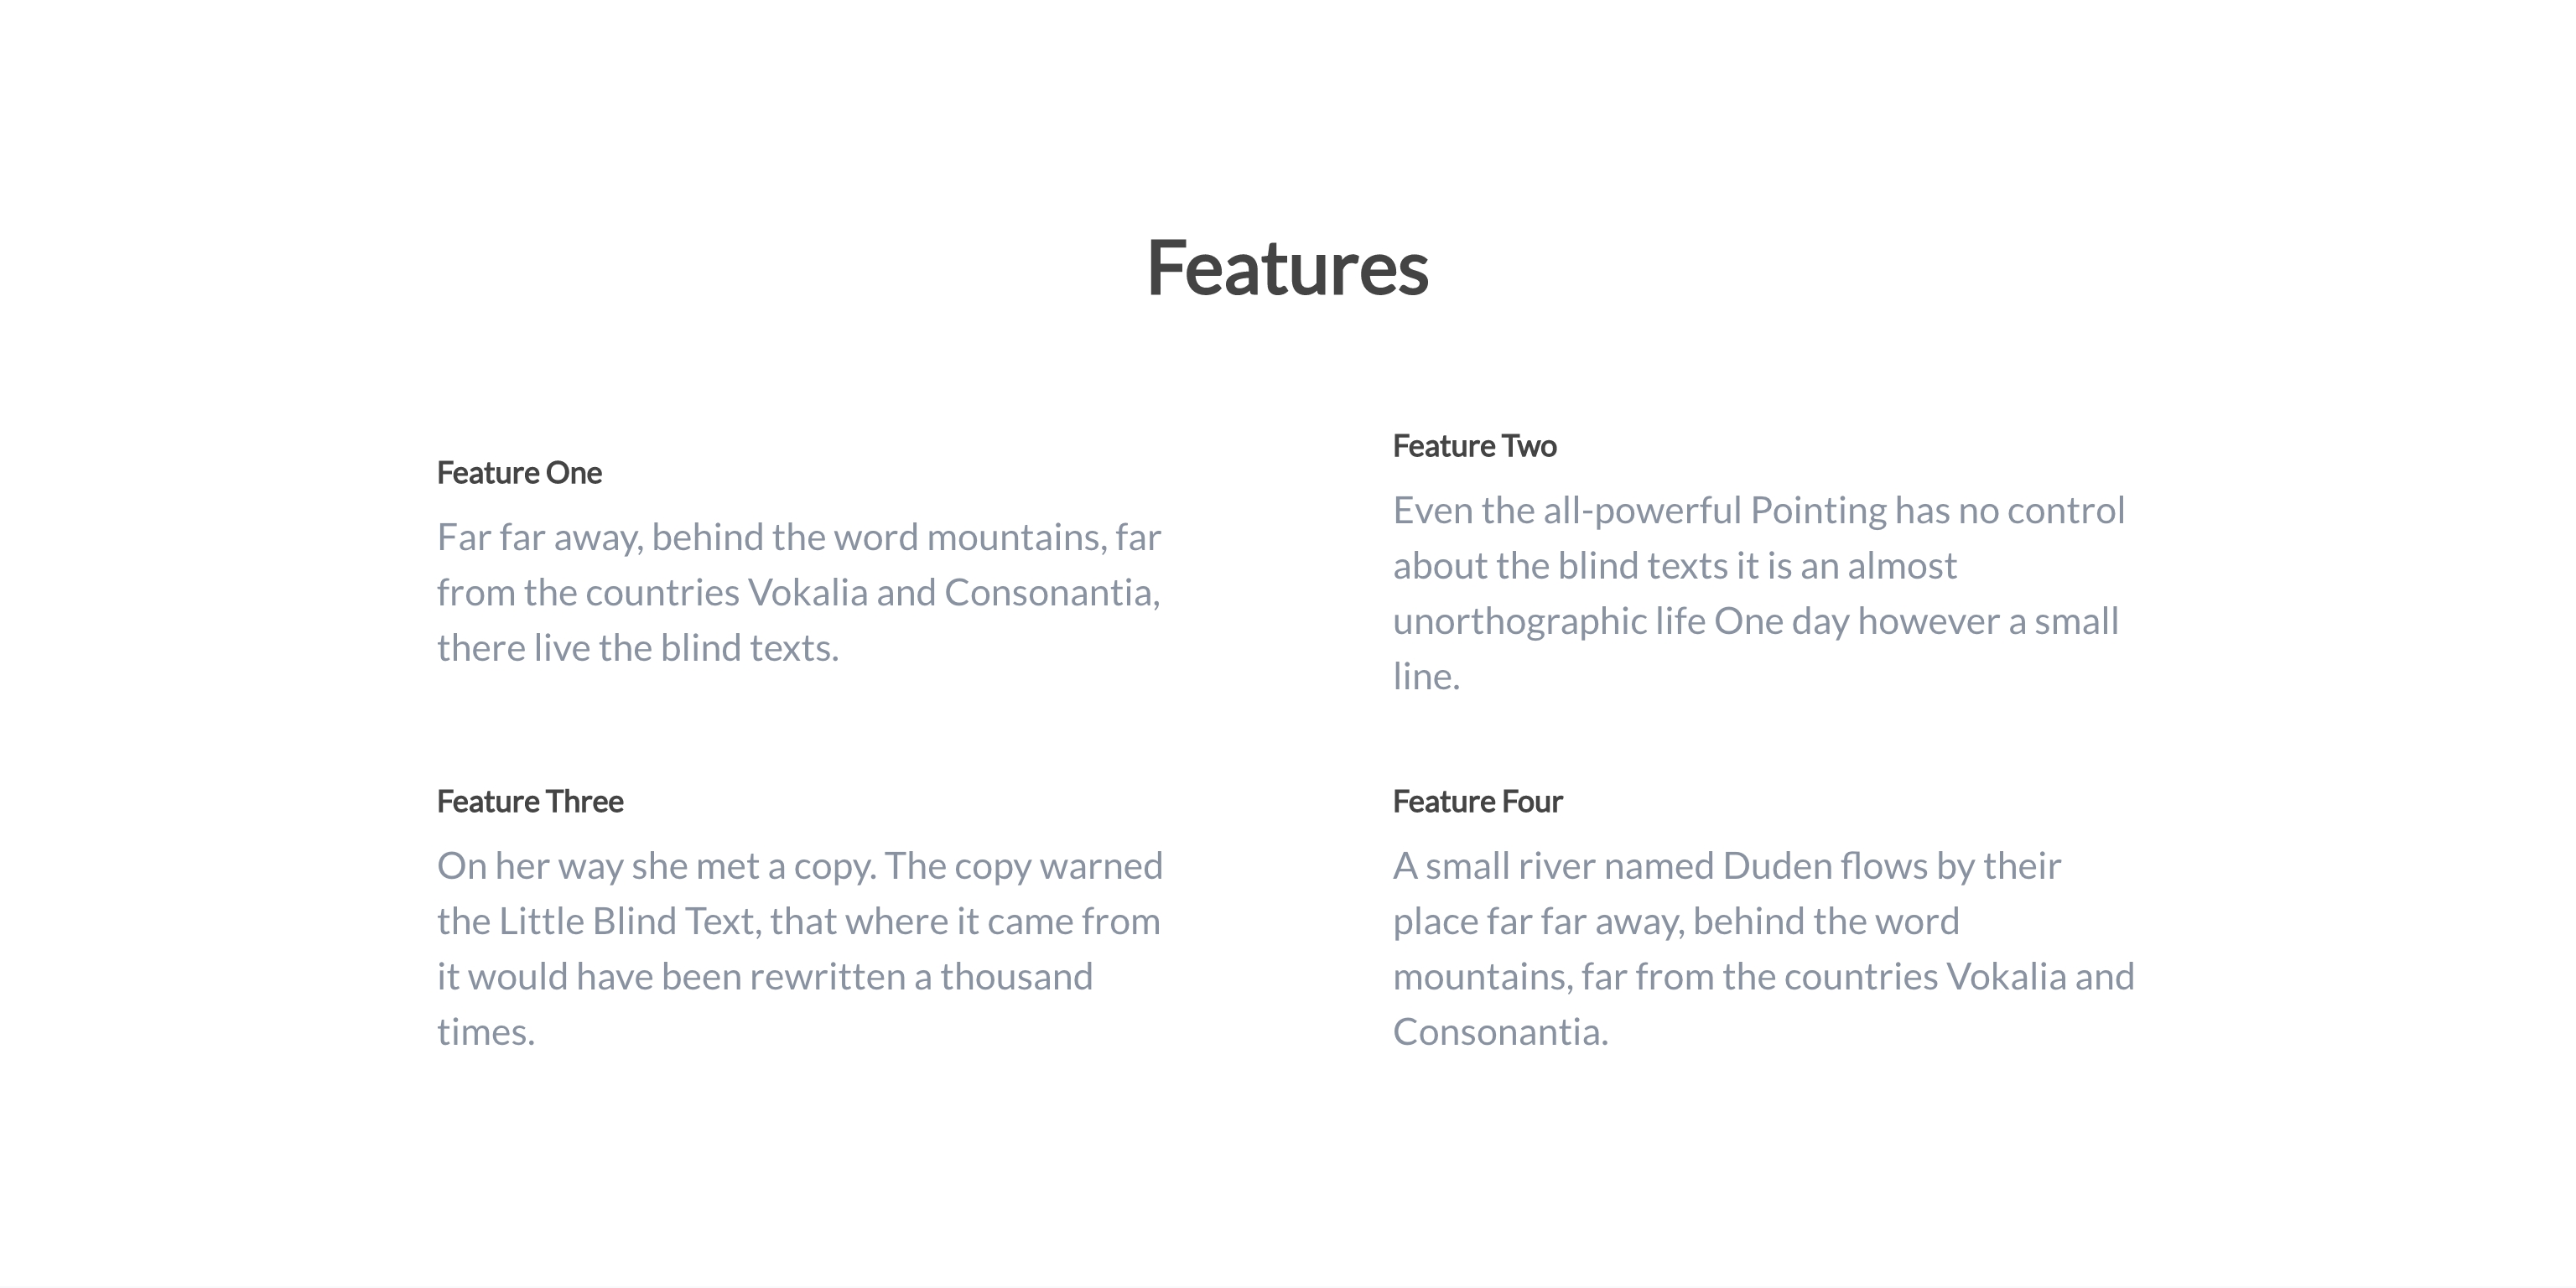 Features
Feature One
Far far away, behind the word mountains, far
from the countries Vokalia and Consonantia,
there live the blind texts.
Feature Two
Even the all-powerful Pointing has no control
about the blind texts it is an almost
unorthographic life One day however a small
line.
Feature Three
On her way she met a copy. The copy warned
the Little Blind Text, that where it came from
it would have been rewritten a thousand
times.
Feature Four
A small river named Duden flows by their
place far far away, behind the word
mountains, far from the countries Vokalia and
Consonantia.